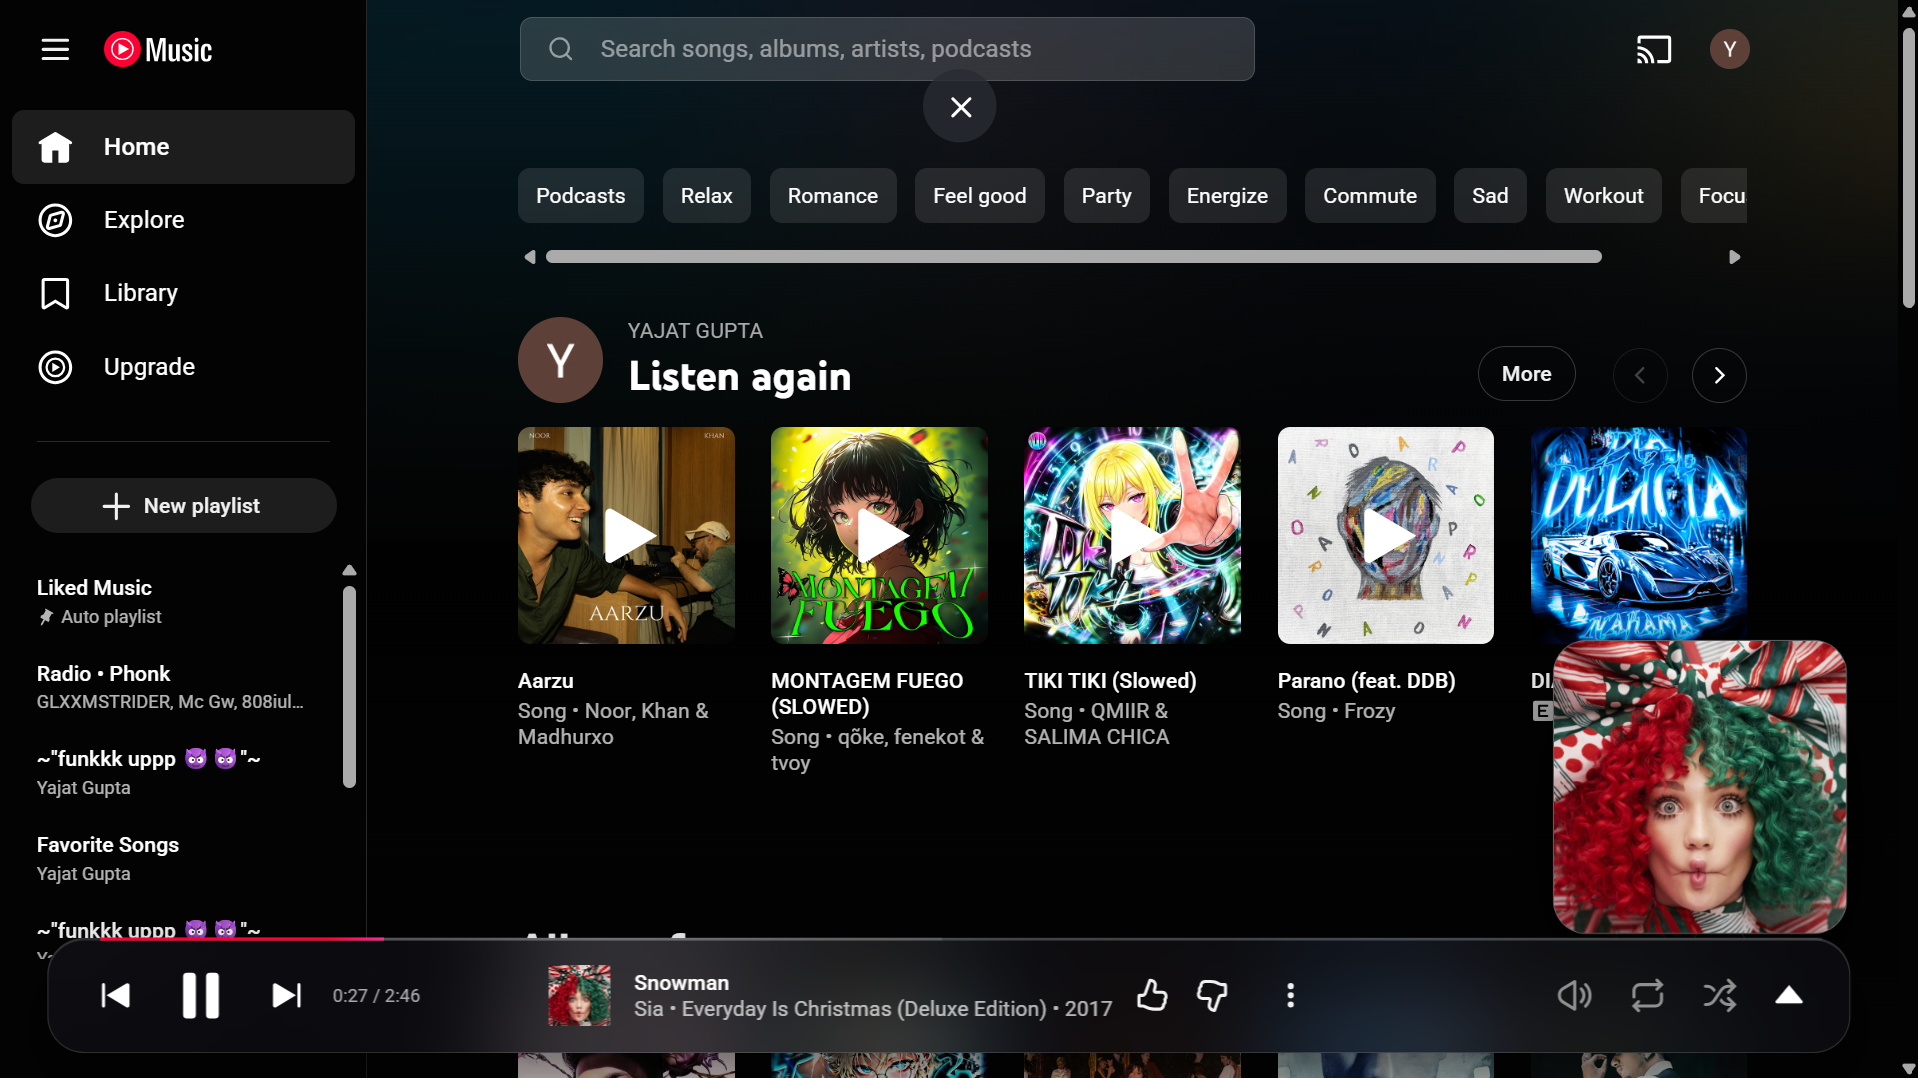 Music
Search songs, albums, artists, podcasts
Y
Home
Explore
Library
Upgrade
New playlist
Liked Music
Auto playlist
Radio • Phonk
GLXXMSTRIDER, Mc Gw, 808iul...
~"funkkk uppp 😈 😈"~
Yajat Gupta
Favorite Songs
Yajat Gupta
~"funkkk uppp 😈 😈"~
Podcasts
Relax
Romance
Feel good
Party
Energize
Commute
Sad
Workout
Focu
Y
YAJAT GUPTA
Listen again
More
NOOR
KHAN
AARZU
MONTAGEM
FUEGO
DELICIA
Aarzu
Song • Noor, Khan &
Madhurxo
MONTAGEM FUEGO
(SLOWED)
Song • qõke, fenekot &
tvoy
TIKI TIKI (Slowed)
Song • QMIIR &
SALIMA CHICA
Parano (feat. DDB)
Song • Frozy
E
0:27 / 2:46
Snowman
Sia • Everyday Is Christmas (Deluxe Edition) • 2017